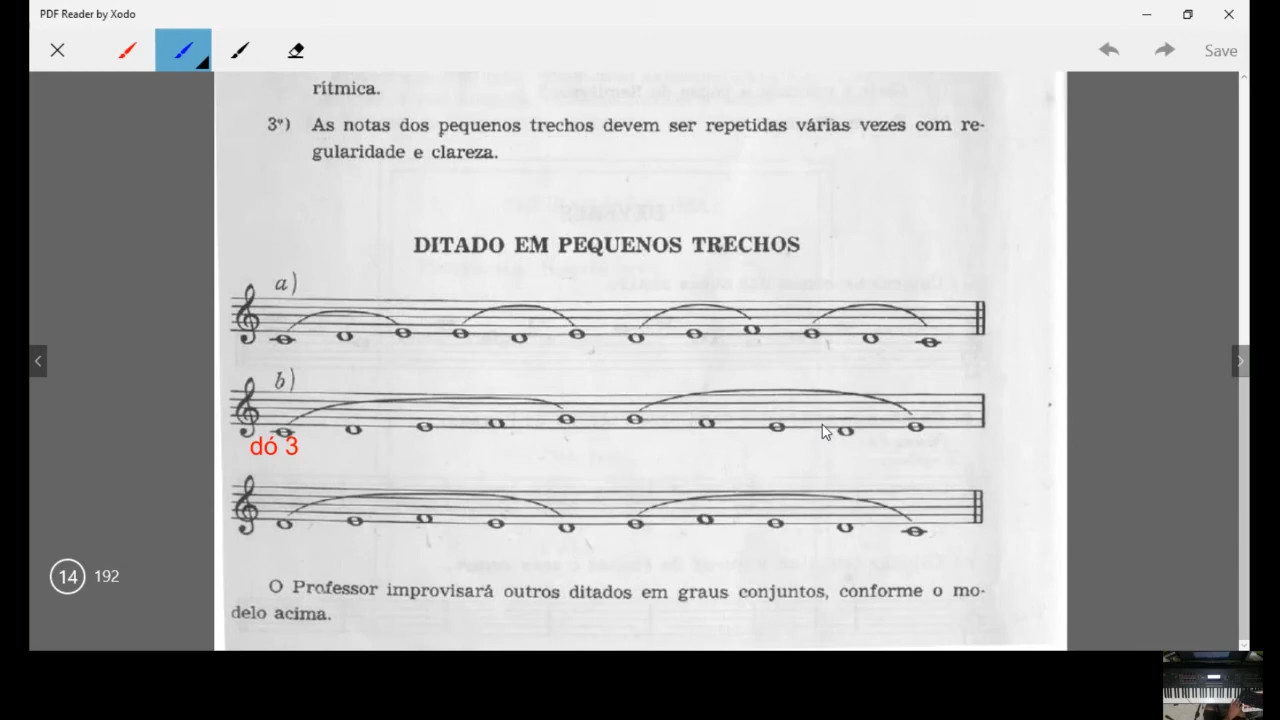 PDF Reader by Xodo
Save
rítmica.
3º) As notas dos pequenos trechos devem ser repetidas várias vezes com re-
gularidade e clareza.
DITADO EM PEQUENOS TRECHOS
a)
b)
dó 3
14 192
O Professor improvisará outros ditados em graus conjuntos, conforme o mo-
delo acima.